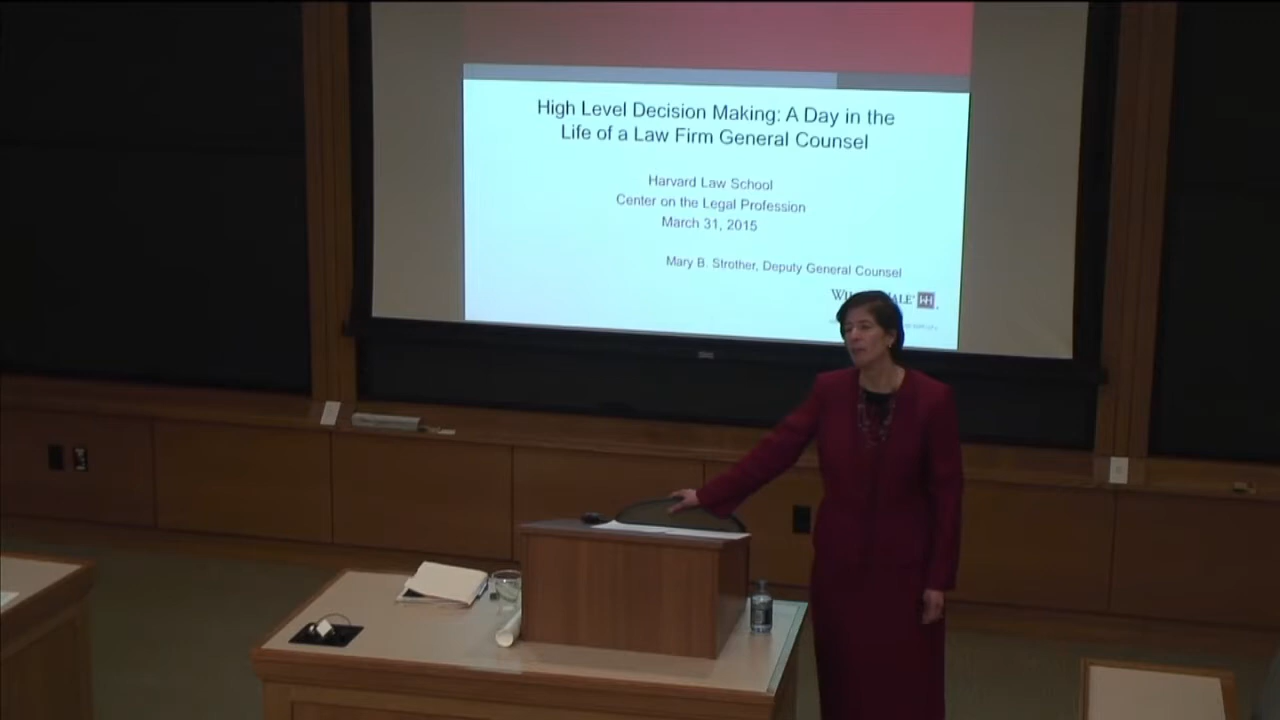 High Level Decision Making: A Day in the
Life of a Law Firm General Counsel
Harvard Law School
Center on the Legal Profession
March 31, 2015
Mary B. Strother, Deputy General Counsel
WH